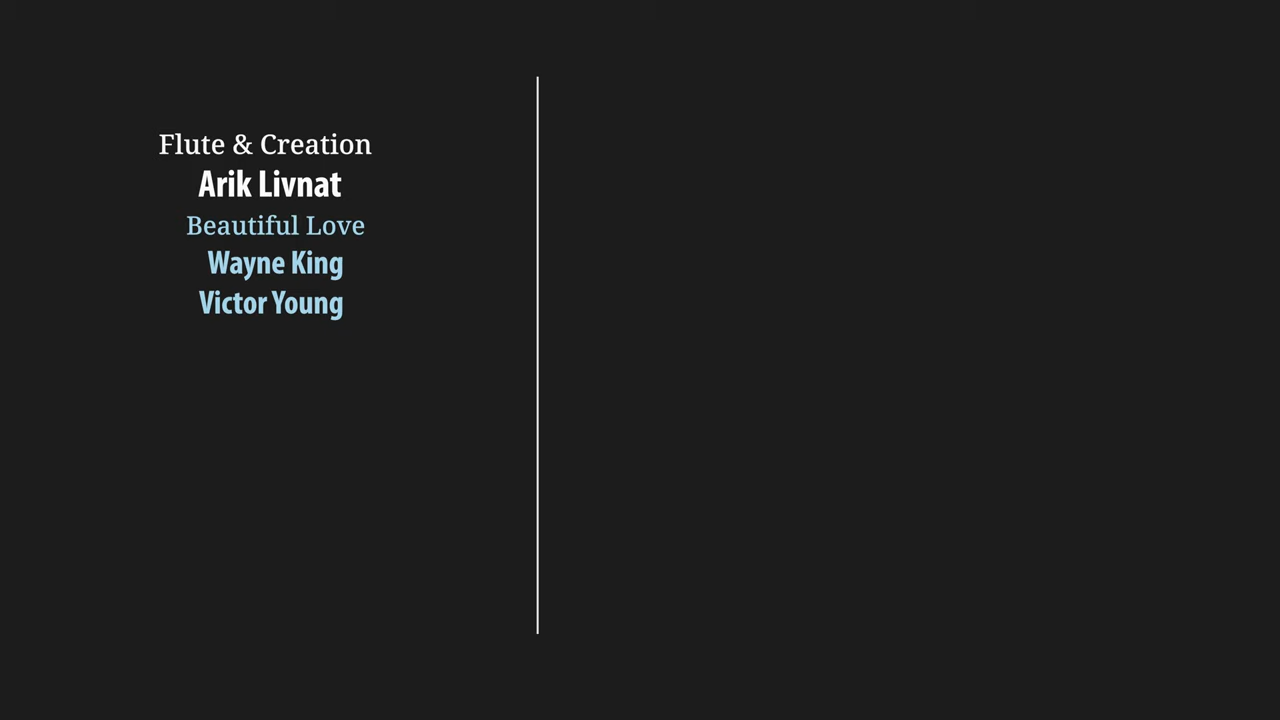 Flute & Creation
Arik Livnat
Beautiful Love
Wayne King
Victor Young